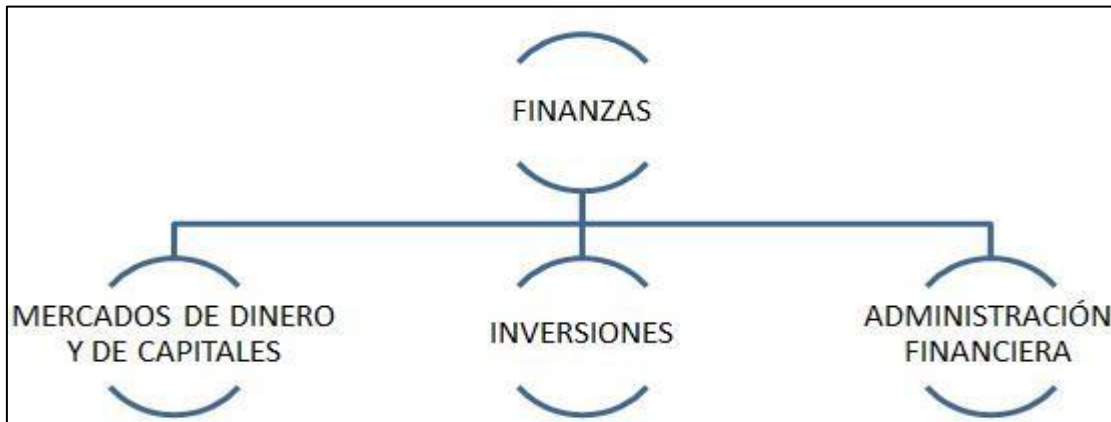 FINANZAS
MERCADOS DE DINERO
Y DE CAPITALES
INVERSIONES
ADMINISTRACIÓN
FINANCIERA